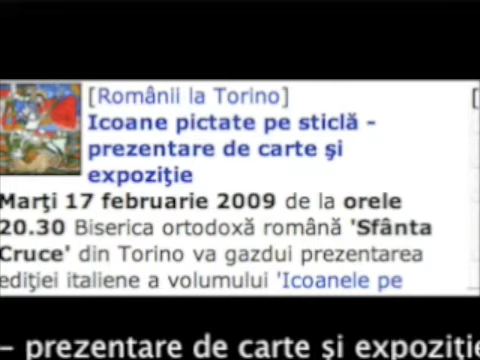 [Românii la Torino]
Icoane pictate pe sticlă -
prezentare de carte şi
expoziţie
Marţi 17 februarie 2009 de la orele
20.30 Biserica ortodoxă română 'Sfânta
Cruce' din Torino va gazdui prezentarea
ediţiei italiene a volumului 'Icoanele pe
- prezentare de carte şi expoziţie